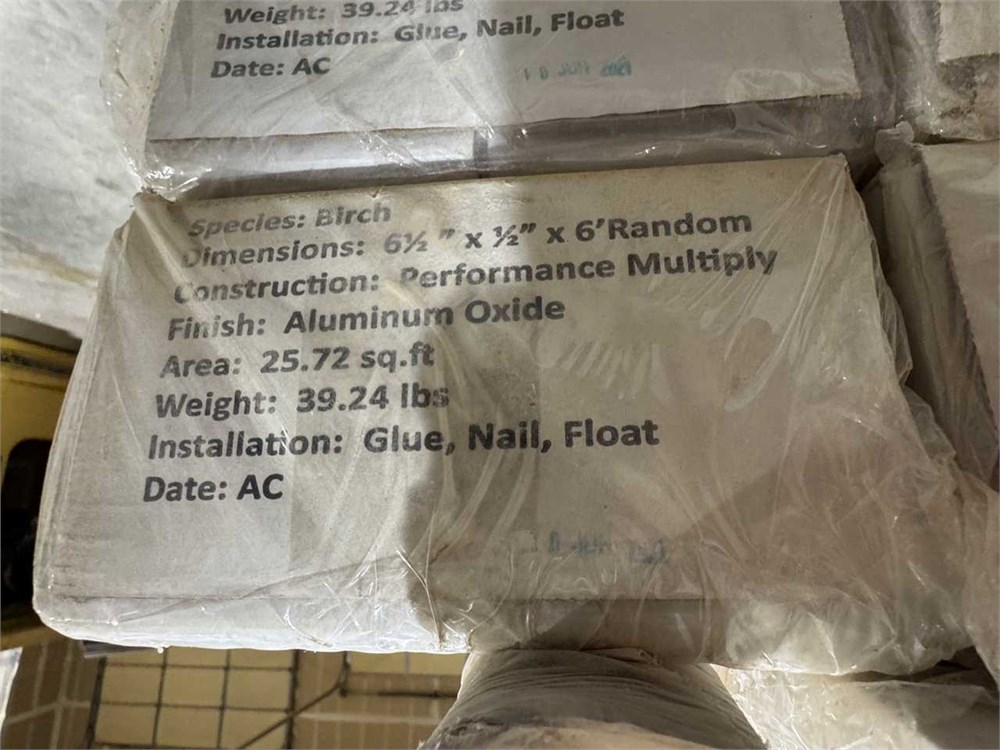 Weight: 39.24 lbs
Installation: Glue, Nail, Float
Date: AC
Species: Birch
Dimensions: 6½ " x ½" x 6'Random
Construction: Performance Multiply
Finish: Aluminum Oxide
Area: 25.72 sq.ft
Weight: 39.24 lbs
Installation: Glue, Nail, Float
Date: AC